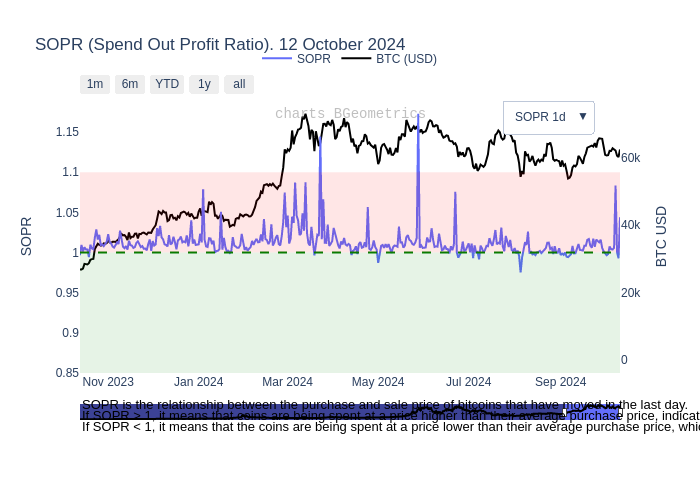 SOPR (Spend Out Profit Ratio). 12 October 2024
SOPR BTC (USD)
1m 6m YTD 1y all
charts BGeometrics
SOPR 1d ▼
1.15
1.1
1.05
1
0.95
0.9
0.85
SOPR
60k
40k
20k
0
BTC USD
Nov 2023 Jan 2024 Mar 2024 May 2024 Jul 2024 Sep 2024
SOPR is the relationship between the purchase and sale price of bitcoins that have moved in the last day.
If SOPR > 1, it means that coins are being spent at a price higher than their average purchase price, indicat
If SOPR < 1, it means that the coins are being spent at a price lower than their average purchase price, whic